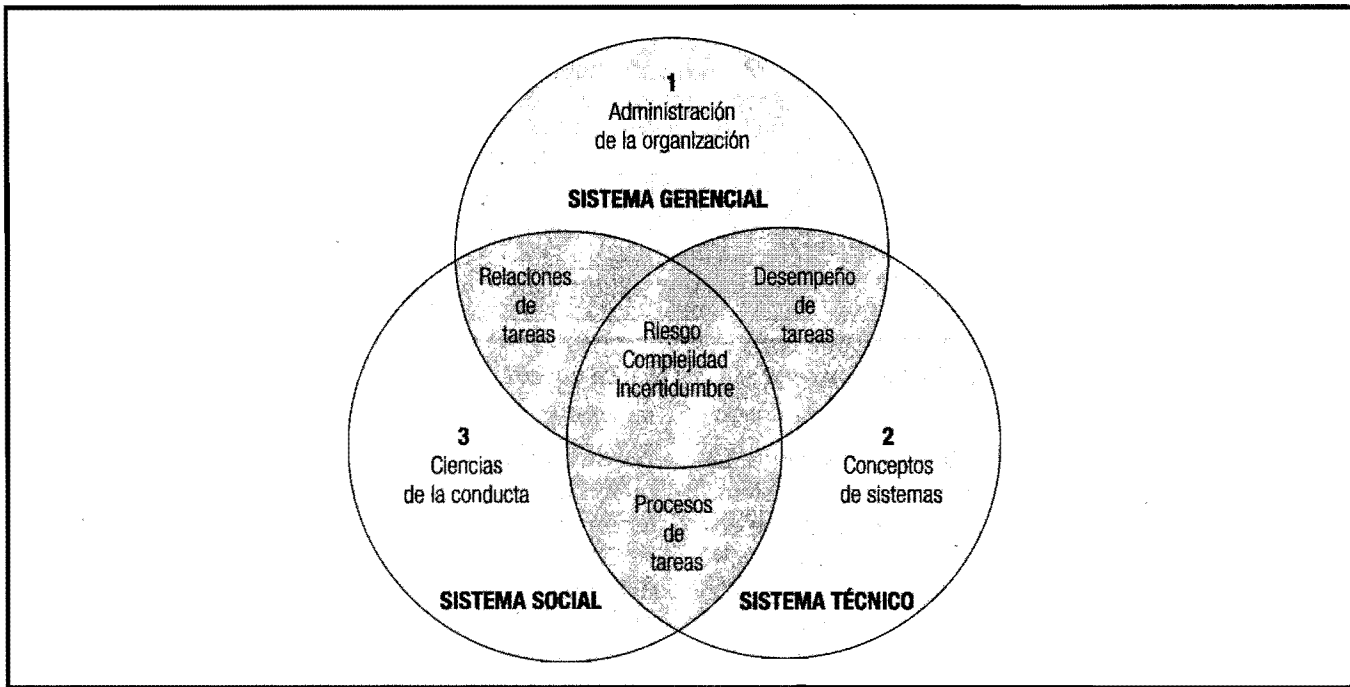 1
Administración
de la organización
SISTEMA GERENCIAL
Relaciones
de
tareas
Desempeño
de
tareas
Riesgo
Complejidad
Incertidumbre
3
Ciencias
de la conducta
2
Conceptos
de sistemas
Procesos
de
tareas
SISTEMA SOCIAL
SISTEMA TÉCNICO